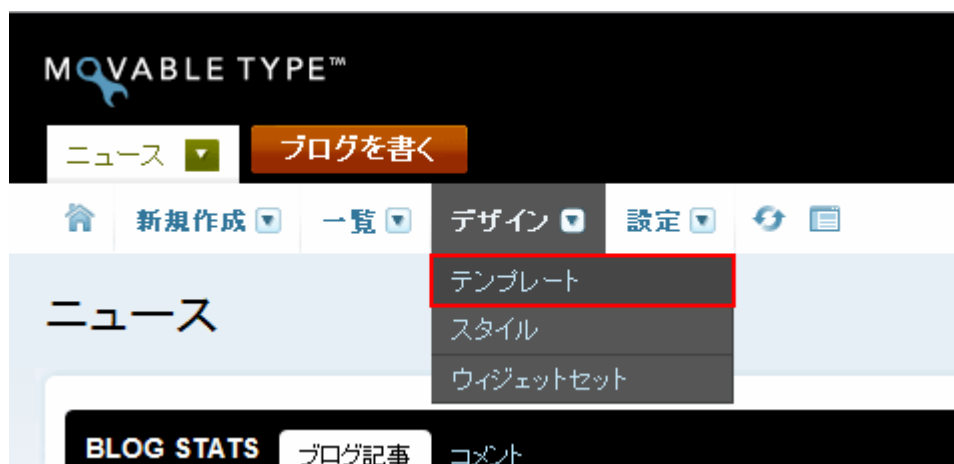 MOVABLE TYPE™
ニュース ブログを書く
新規作成 一覧 デザイン 設定
テンプレート
ニュース
スタイル
ウィジェットセット
BLOG STATS ブログ記事 コメント